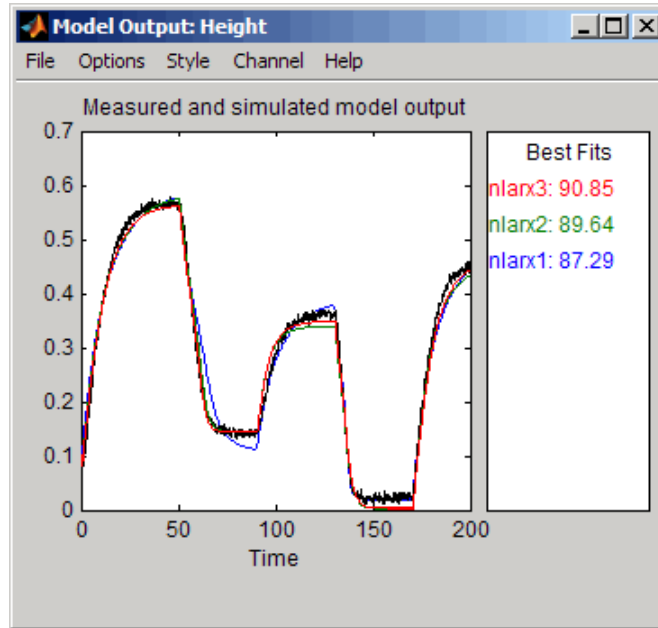 Model Output: Height
File Options Style Channel Help
Measured and simulated model output
0.7
0.6
0.5
0.4
0.3
0.2
0.1
0
0 50 100 150 200
Time
Best Fits
nlarx3: 90.85
nlarx2: 89.64
nlarx1: 87.29